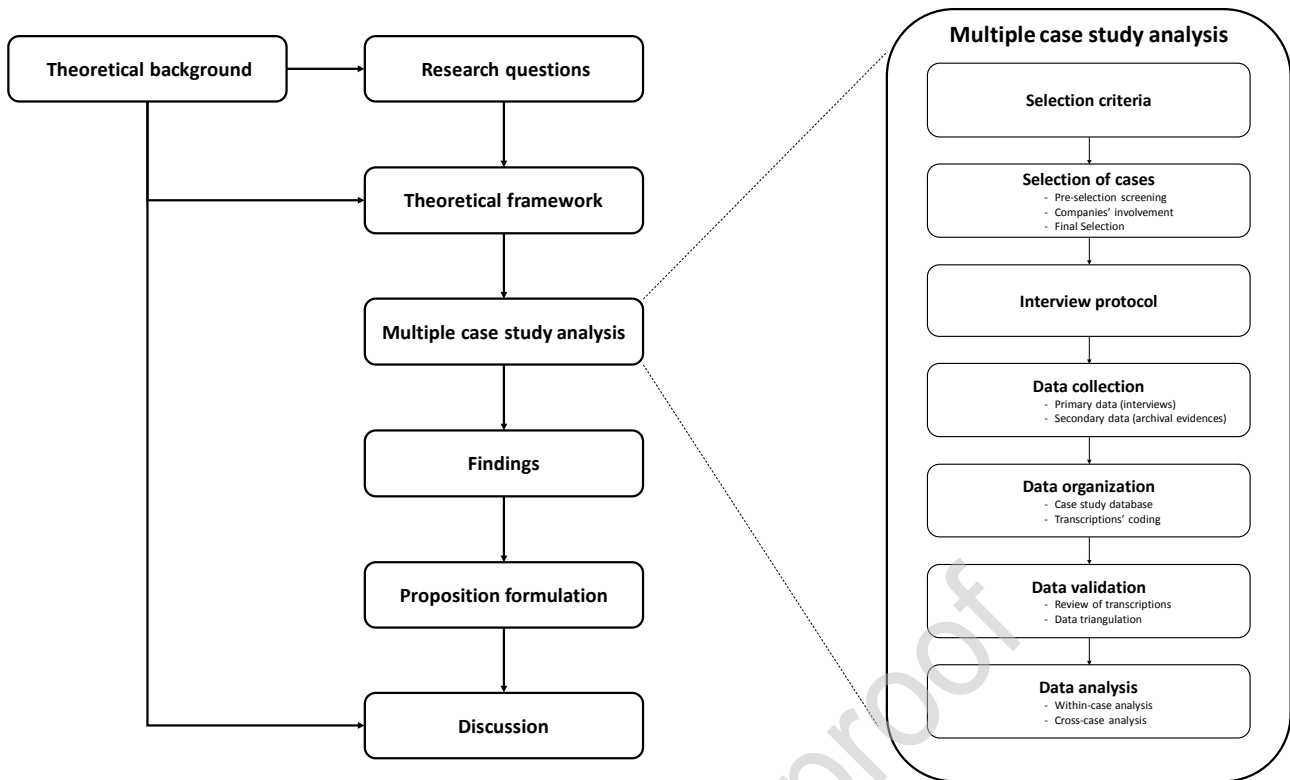 Theoretical background
Research questions
Theoretical framework
Multiple case study analysis
Findings
Proposition formulation
Discussion
Multiple case study analysis
Selection criteria
Selection of cases
- Pre-selection screening
- Companies' involvement
- Final Selection
Interview protocol
Data collection
- Primary data (interviews)
- Secondary data (archival evidences)
Data organization
- Case study database
- Transcriptions' coding
Data validation
- Review of transcriptions
- Data triangulation
Data analysis
- Within-case analysis
- Cross-case analysis
proof